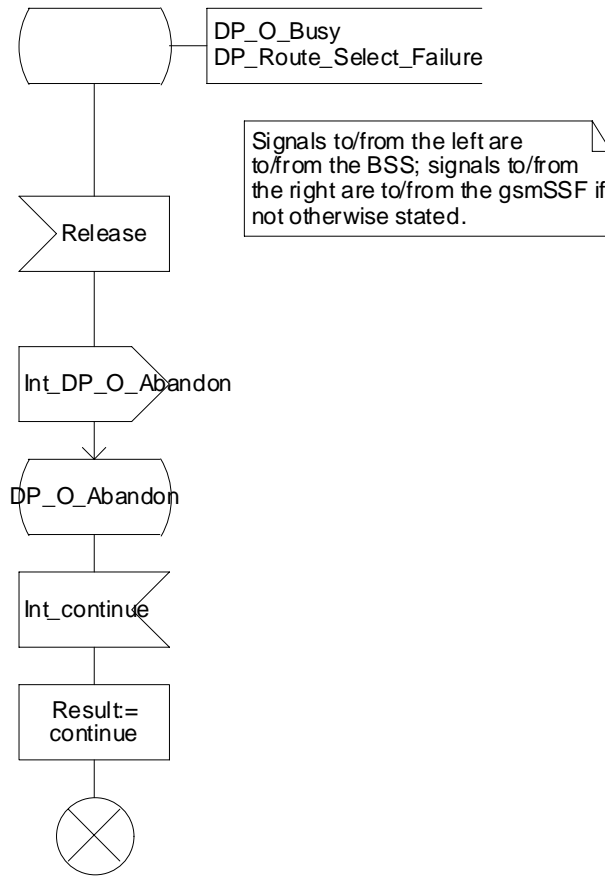 DP_O_Busy
DP_Route_Select_Failure
Signals to/from the left are
to/from the BSS; signals to/from
the right are to/from the gsmSSF if
not otherwise stated.
Release
Int_DP_O_Abandon
DP_O_Abandon
Int_continue
Result:=
continue